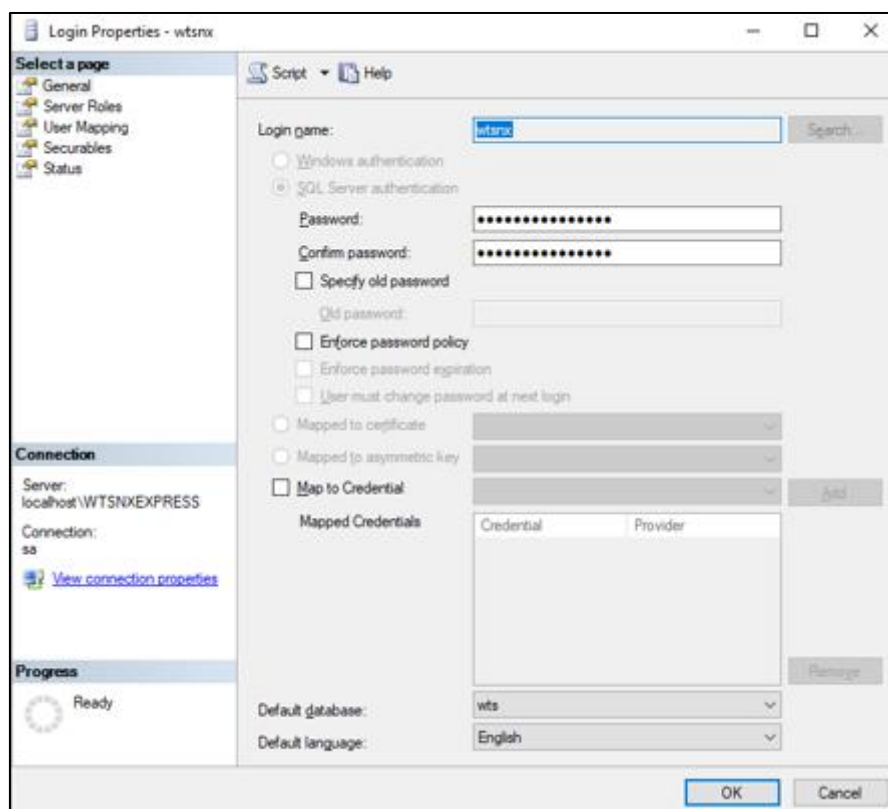 Login Properties - wtsnx
Select a page
General
Server Roles
User Mapping
Securables
Status
Script
Help
Login name:
wtsnx
Search...
Windows authentication
SQL Server authentication
Password:
●●●●●●●●●●●●●●●
Confirm password:
●●●●●●●●●●●●●●●
Specify old password
Old password:
Enforce password policy
Enforce password expiration
User must change password at next login
Mapped to certificate
Mapped to asymmetric key
Map to Credential
Add
Mapped Credentials
Credential
Provider
Remove
Default database:
wts
Default language:
English
Connection
Server:
localhost\WTSNXEXPRESS
Connection:
sa
View connection properties
Progress
Ready
OK
Cancel